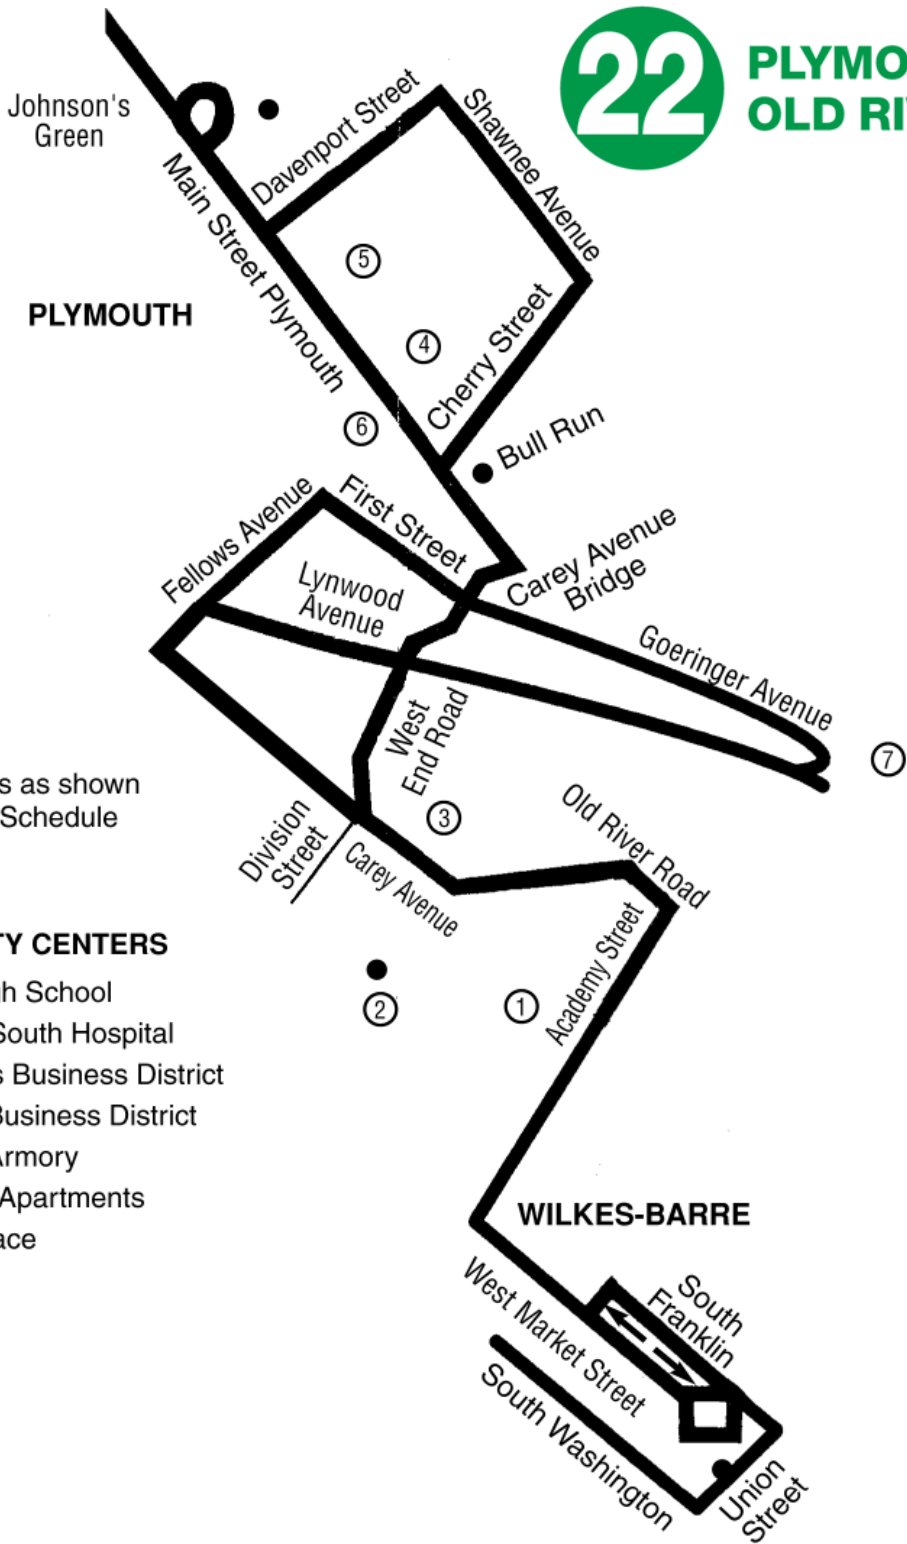 22
PLYMO
OLD RI
Johnson's
Green
Davenport Street
Shawnee Avenue
Main Street Plymouth
5
PLYMOUTH
4
Cherry Street
6
Bull Run
Fellows Avenue
First Street
Carey Avenue
Bridge
Lynwood
Avenue
Goeringer Avenue
West
End Road
7
s as shown
Schedule
3
Old River Road
Division
Street
Carey Avenue
TY CENTERS
Academy Street
2
1
gh School
South Hospital
s Business District
Business District
Armory
Apartments
ace
WILKES-BARRE
West Market Street
South
Franklin
South Washington
Union
Street